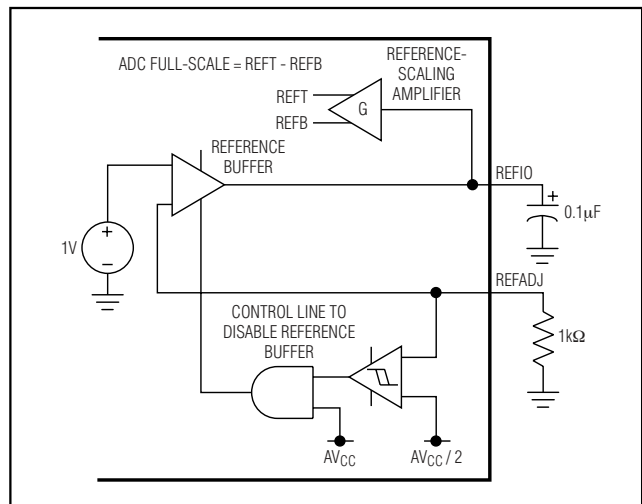 ADC FULL-SCALE = REFT - REFB
REFERENCE-
SCALING
AMPLIFIER
REFT
REFB
G
REFERENCE
BUFFER
REFIO
+
0.1µF
1V
+
−
REFADJ
CONTROL LINE TO
DISABLE REFERENCE
BUFFER
1kΩ
AVCC
AVCC / 2